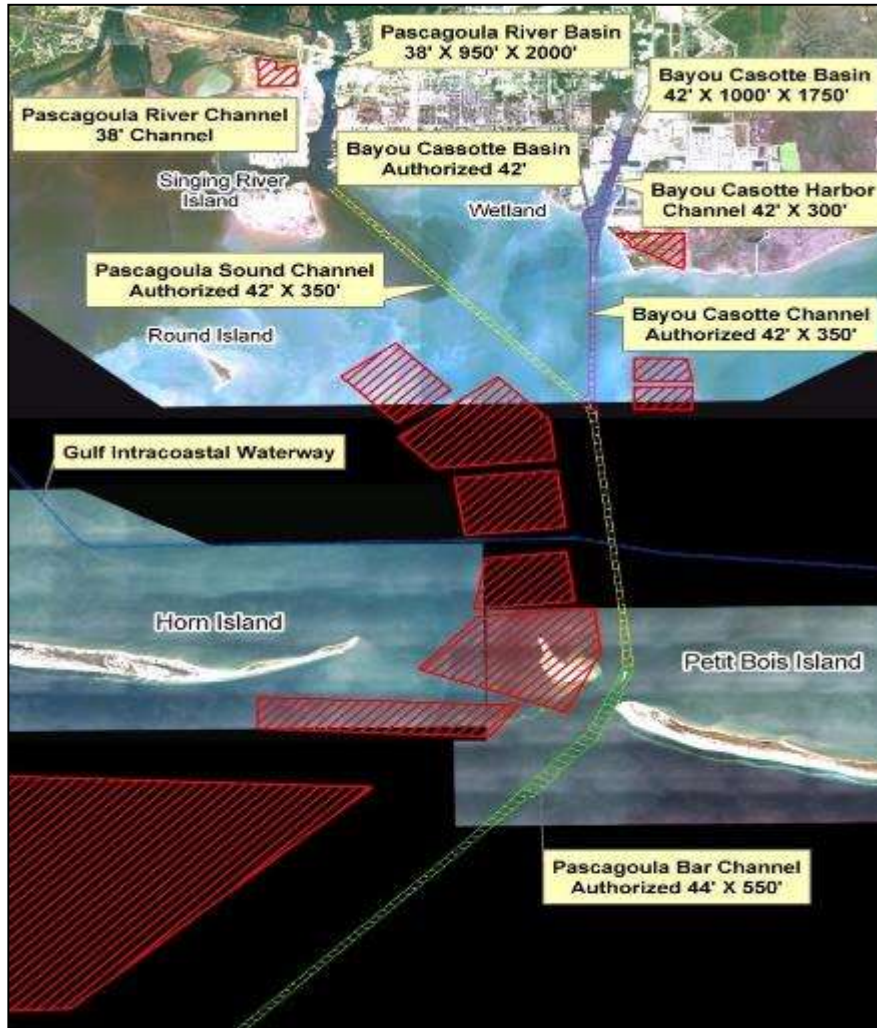 Pascagoula River Basin
38' X 950' X 2000'
Bayou Casotte Basin
42' X 1000' X 1750'
Pascagoula River Channel
38' Channel
Bayou Cassotte Basin
Authorized 42'
Singing River
Island
Wetland
Bayou Casotte Harbor
Channel 42' X 300'
Pascagoula Sound Channel
Authorized 42' X 350'
Bayou Casotte Channel
Authorized 42' X 350'
Round Island
Gulf Intracoastal Waterway
Horn Island
Petit Bois Island
Pascagoula Bar Channel
Authorized 44' X 550'